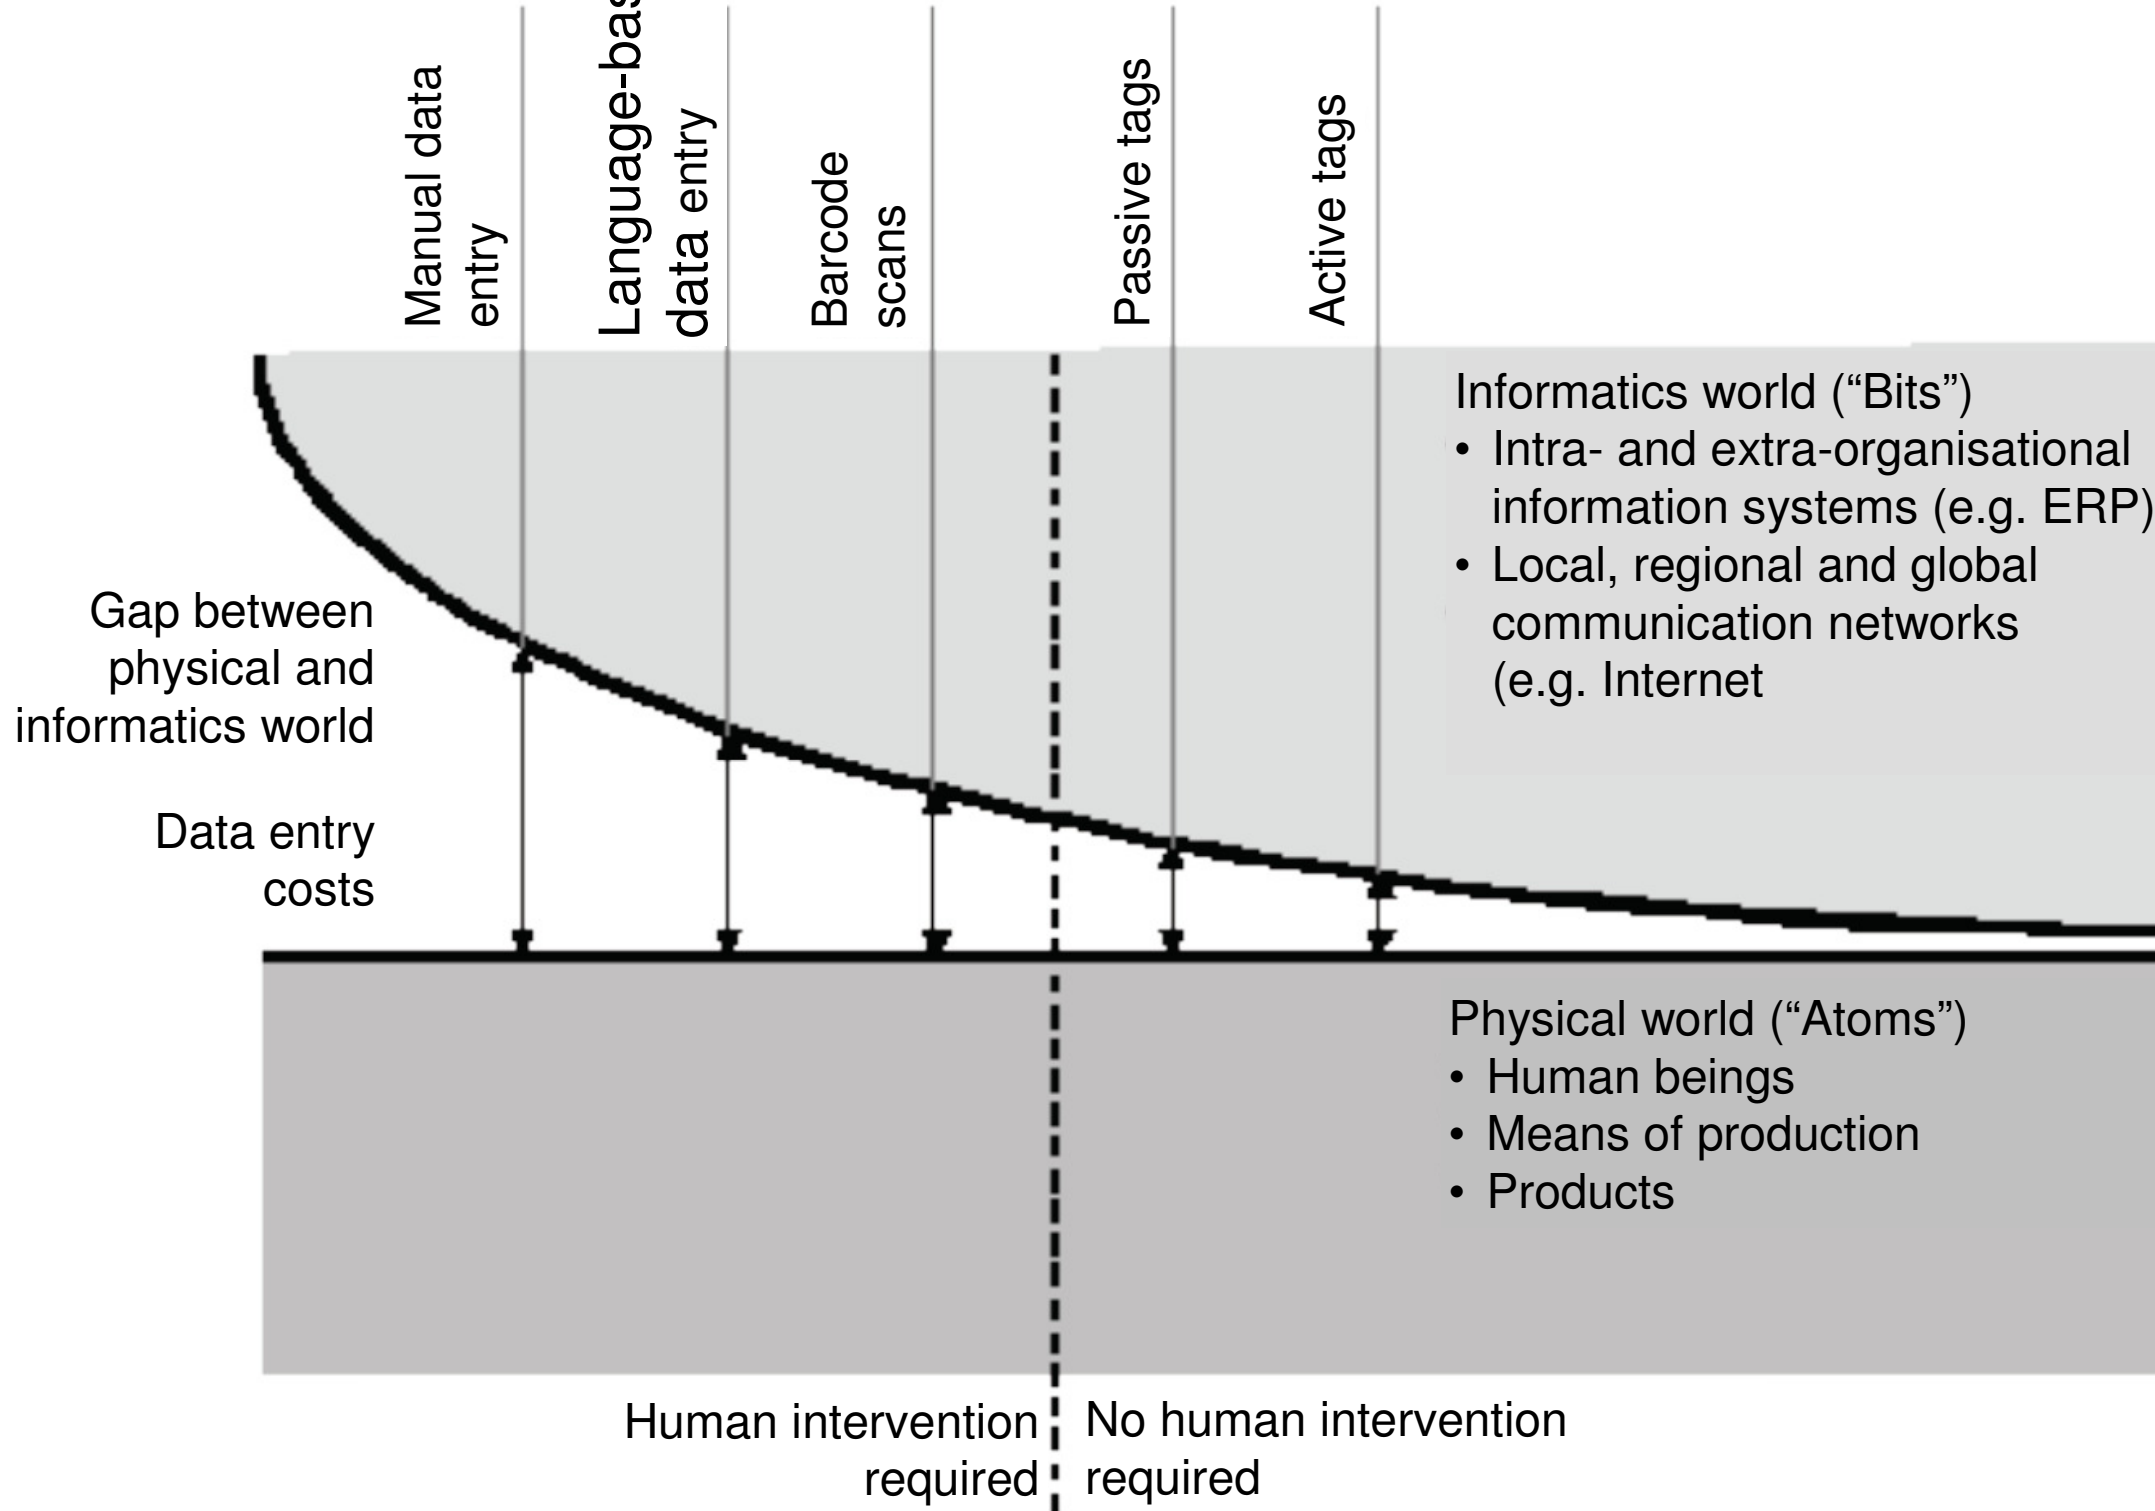 Manual data
entry
Language-bas
data entry
Barcode
scans
Passive tags
Active tags
Informatics world (“Bits”)
• Intra- and extra-organisational
information systems (e.g. ERP)
• Local, regional and global
communication networks
(e.g. Internet
Gap between
physical and
informatics world
Data entry
costs
Physical world (“Atoms”)
• Human beings
• Means of production
• Products
Human intervention
required
No human intervention
required